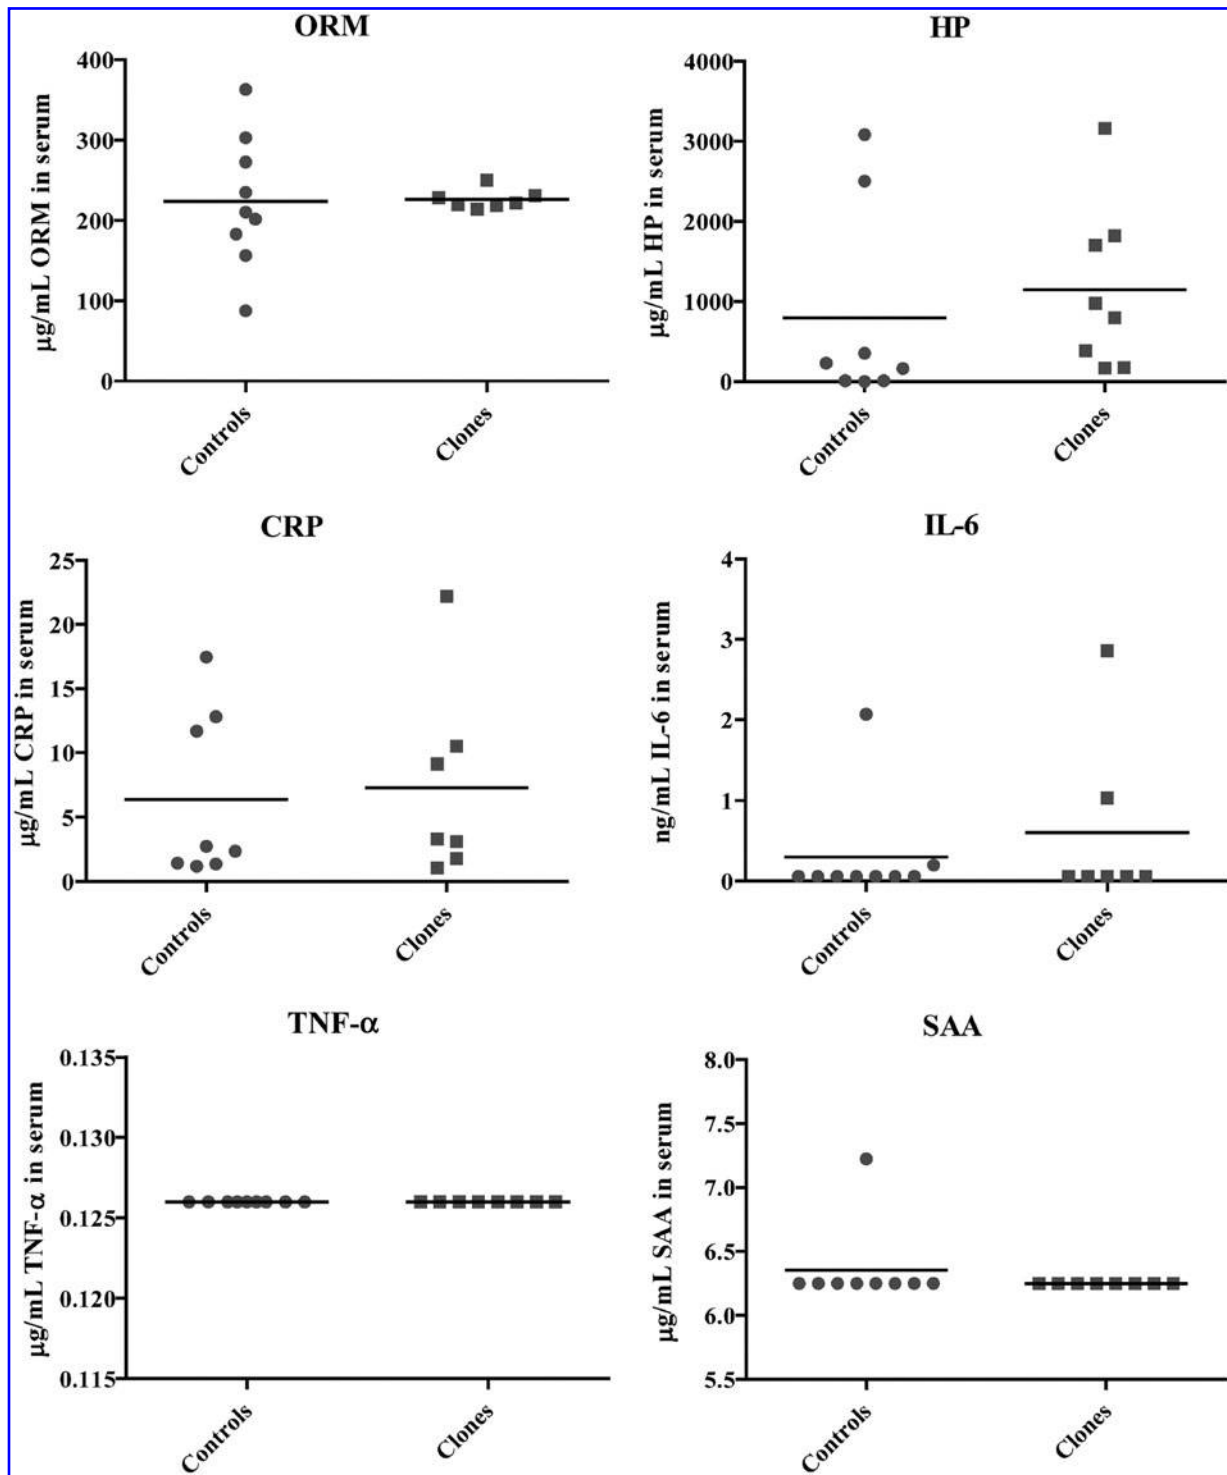 ORM
µg/mL ORM in serum
400
300
200
100
0
Controls
Clones
HP
µg/mL HP in serum
4000
3000
2000
1000
0
Controls
Clones
CRP
µg/mL CRP in serum
25
20
15
10
5
0
Controls
Clones
IL-6
ng/mL IL-6 in serum
4
3
2
1
0
Controls
Clones
TNF-α
µg/mL TNF-α in serum
0.135
0.130
0.125
0.120
0.115
Controls
Clones
SAA
µg/mL SAA in serum
8.0
7.5
7.0
6.5
6.0
5.5
Controls
Clones